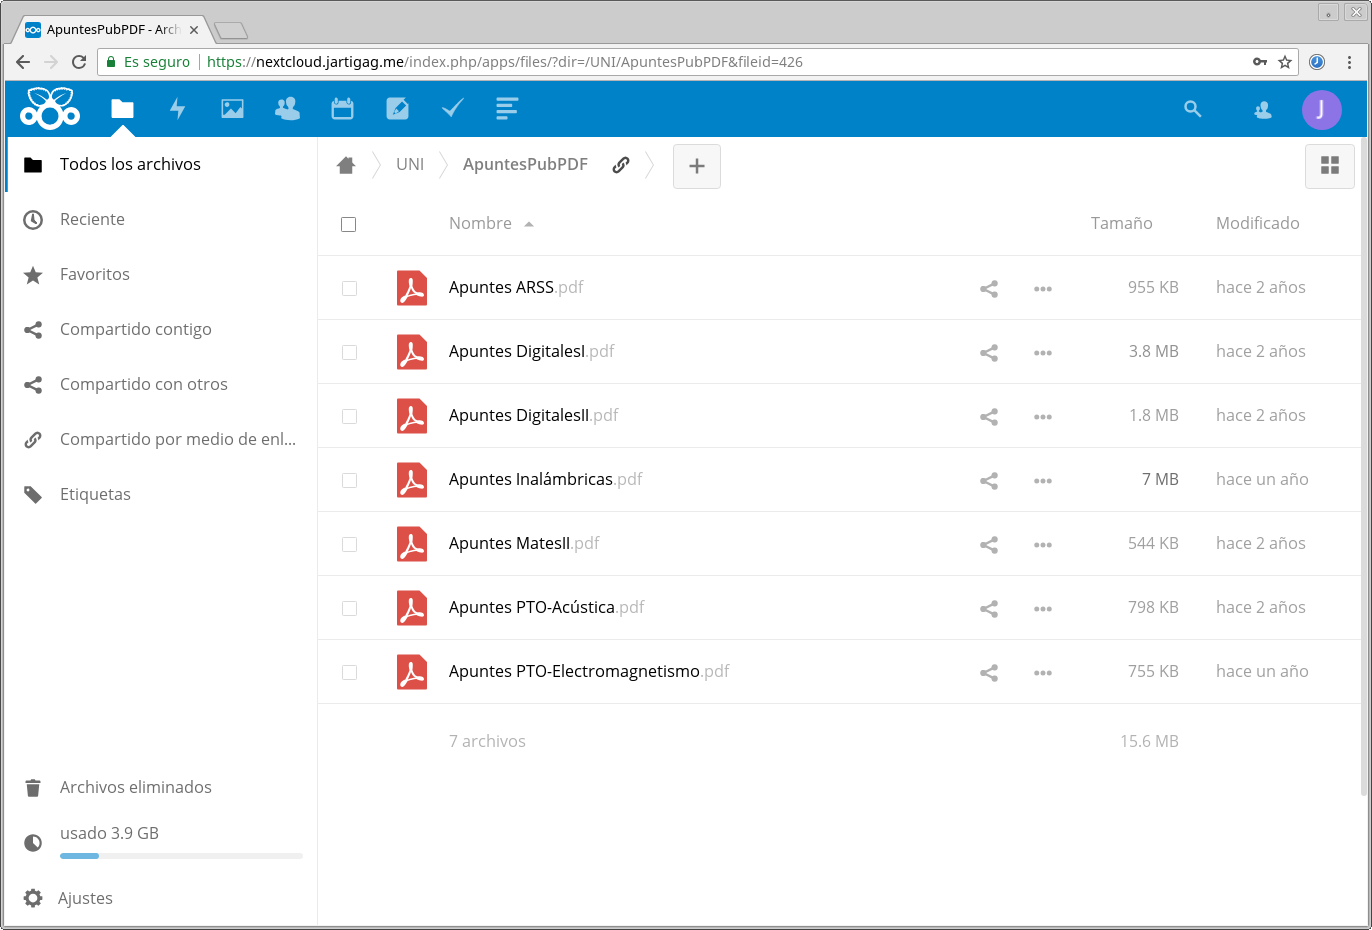 ApuntesPubPDF - Arch
Es seguro https://nextcloud.jartigag.me/index.php/apps/files/?dir=/UNI/ApuntesPubPDF&fileid=426
J
Todos los archivos
Reciente
Favoritos
Compartido contigo
Compartido con otros
Compartido por medio de enl...
Etiquetas
Archivos eliminados
usado 3.9 GB
Ajustes
UNI ApuntesPubPDF +
Nombre Tamaño Modificado
Apuntes ARSS.pdf 955 KB hace 2 años
Apuntes DigitalesI.pdf 3.8 MB hace 2 años
Apuntes DigitalesII.pdf 1.8 MB hace 2 años
Apuntes Inalámbricas.pdf 7 MB hace un año
Apuntes MatesII.pdf 544 KB hace 2 años
Apuntes PTO-Acústica.pdf 798 KB hace 2 años
Apuntes PTO-Electromagnetismo.pdf 755 KB hace un año
7 archivos 15.6 MB